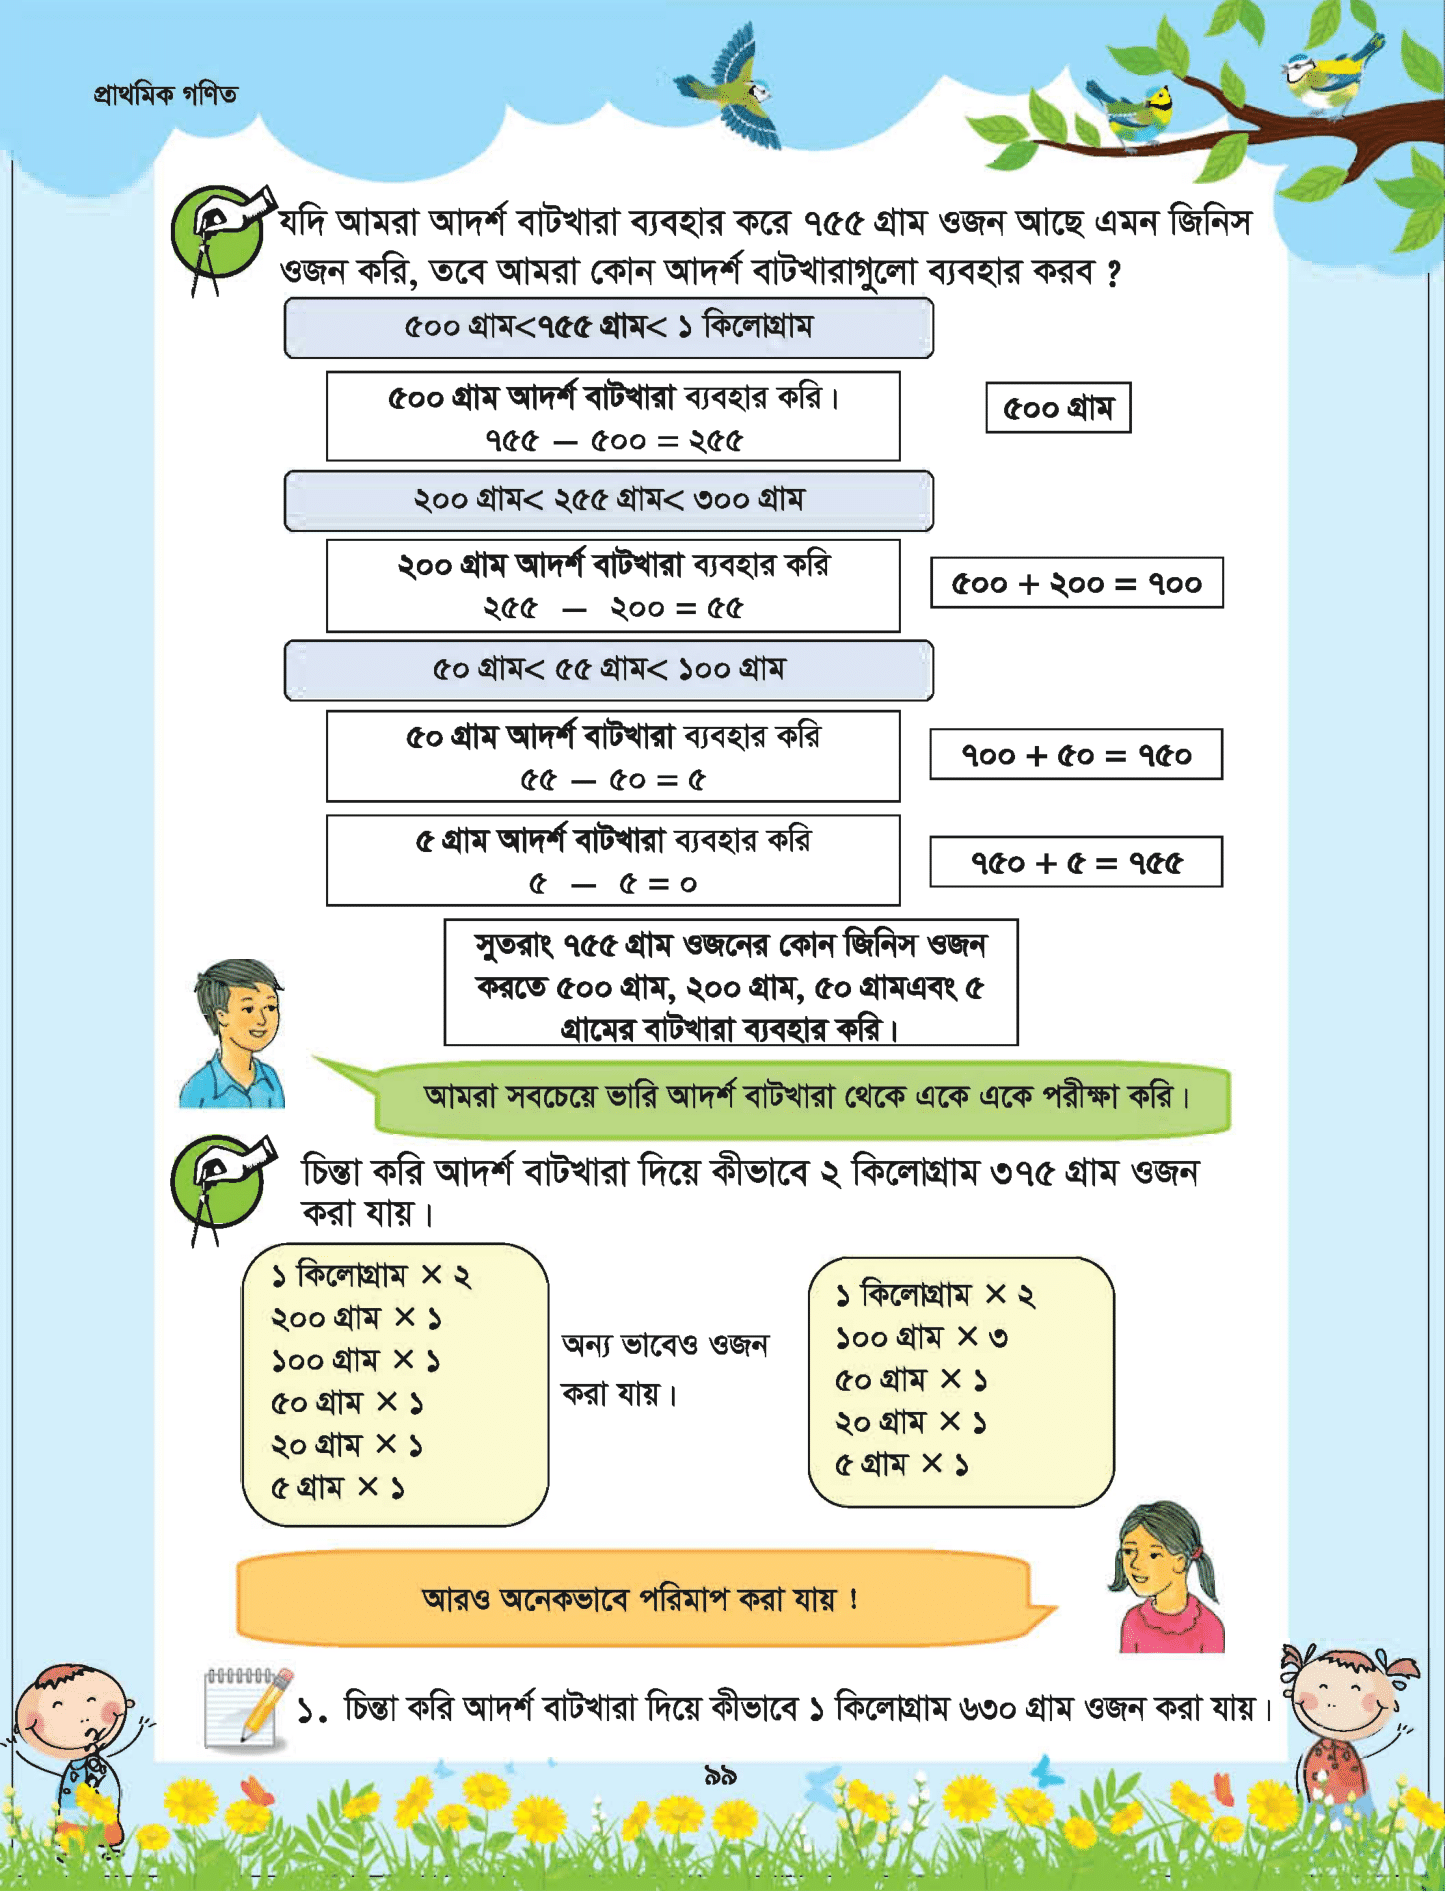 প্রাথমিক গণিত
যদি আমরা আদর্শ বাটখারা ব্যবহার করে ৭৫৫ গ্রাম ওজন আছে এমন জিনিস
ওজন করি, তবে আমরা কোন আদর্শ বাটখারাগুলো ব্যবহার করব ?
৫০০ গ্রাম<৭৫৫ গ্রাম< ১ কিলোগ্রাম
৫০০ গ্রাম আদর্শ বাটখারা ব্যবহার করি।
৭৫৫ – ৫০০ = ২৫৫
৫০০ গ্রাম
২০০ গ্রাম< ২৫৫ গ্রাম< ৩০০ গ্রাম
২০০ গ্রাম আদর্শ বাটখারা ব্যবহার করি
২৫৫ – ২০০ = ৫৫
৫০০ + ২০০ = ৭০০
৫০ গ্রাম< ৫৫ গ্রাম< ১০০ গ্রাম
৫০ গ্রাম আদর্শ বাটখারা ব্যবহার করি
৫৫ – ৫০ = ৫
৭০০ + ৫০ = ৭৫০
৫ গ্রাম আদর্শ বাটখারা ব্যবহার করি
৫ – ৫ = ০
৭৫০ + ৫ = ৭৫৫
সুতরাং ৭৫৫ গ্রাম ওজনের কোন জিনিস ওজন
করতে ৫০০ গ্রাম, ২০০ গ্রাম, ৫০ গ্রামএবং ৫
গ্রামের বাটখারা ব্যবহার করি।
আমরা সবচেয়ে ভারি আদর্শ বাটখারা থেকে একে একে পরীক্ষা করি।
চিন্তা করি আদর্শ বাটখারা দিয়ে কীভাবে ২ কিলোগ্রাম ৩৭৫ গ্রাম ওজন
করা যায়।
১ কিলোগ্রাম × ২
২০০ গ্রাম × ১
১০০ গ্রাম × ১
৫০ গ্রাম × ১
২০ গ্রাম × ১
৫ গ্রাম × ১
অন্য ভাবেও ওজন
করা যায়।
১ কিলোগ্রাম × ২
১০০ গ্রাম × ৩
৫০ গ্রাম × ১
২০ গ্রাম × ১
৫ গ্রাম × ১
আরও অনেকভাবে পরিমাপ করা যায় !
১. চিন্তা করি আদর্শ বাটখারা দিয়ে কীভাবে ১ কিলোগ্রাম ৬৩০ গ্রাম ওজন করা যায়।
৯৯